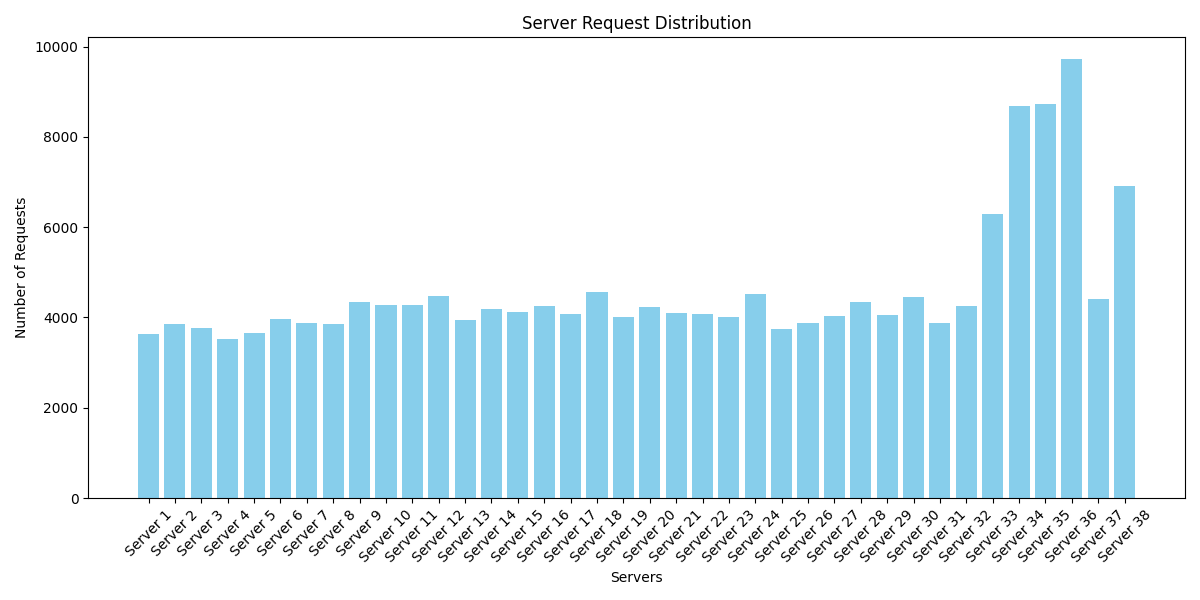 Server Request Distribution
Number of Requests
10000
8000
6000
4000
2000
0
Server 1
Server 2
Server 3
Server 4
Server 5
Server 6
Server 7
Server 8
Server 9
Server 10
Server 11
Server 12
Server 13
Server 14
Server 15
Server 16
Server 17
Server 18
Server 19
Server 20
Server 21
Server 22
Server 23
Server 24
Server 25
Server 26
Server 27
Server 28
Server 29
Server 30
Server 31
Server 32
Server 33
Server 34
Server 35
Server 36
Server 37
Server 38
Servers